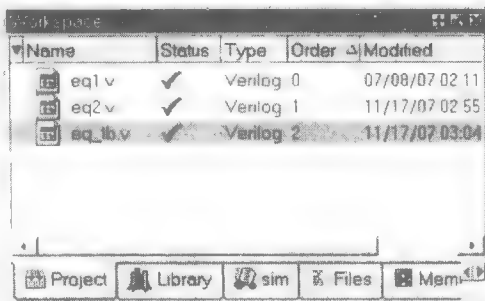 Workspace
Name Status Type Order Modified
eq1.v Verilog 0 07/08/07 02 11
eq2.v Verilog 1 11/17/07 02 55
eq_tb.v Verilog 2 11/17/07 03:04
Project Library sim Files Mem